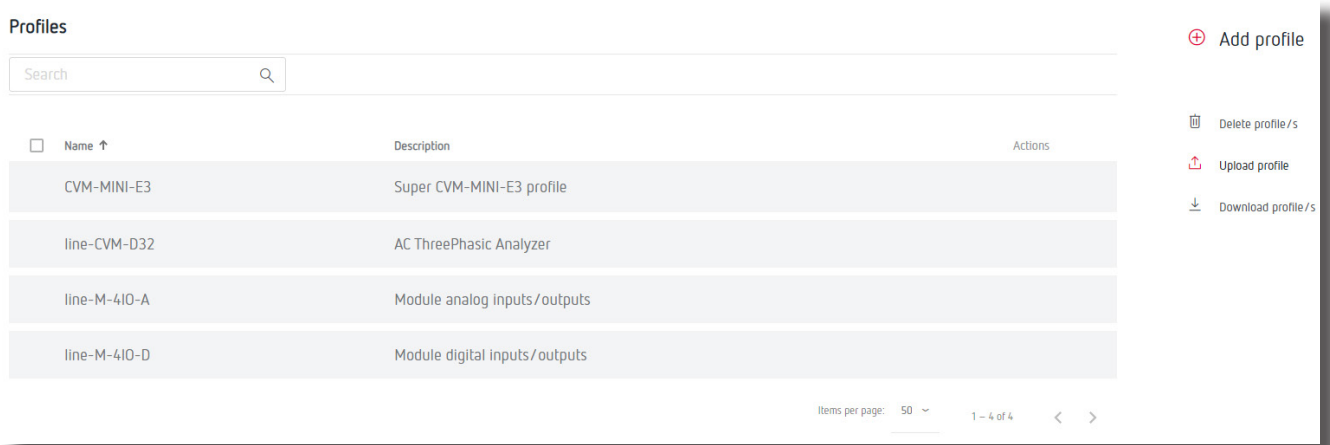 Profiles
Add profile
Search
Delete profile/s
Name ↑ Description Actions
Upload profile
CVM-MINI-E3 Super CVM-MINI-E3 profile
Download profile/s
line-CVM-D32 AC ThreePhasic Analyzer
line-M-4IO-A Module analog inputs/outputs
line-M-4IO-D Module digital inputs/outputs
Items per page: 50 1 – 4 of 4